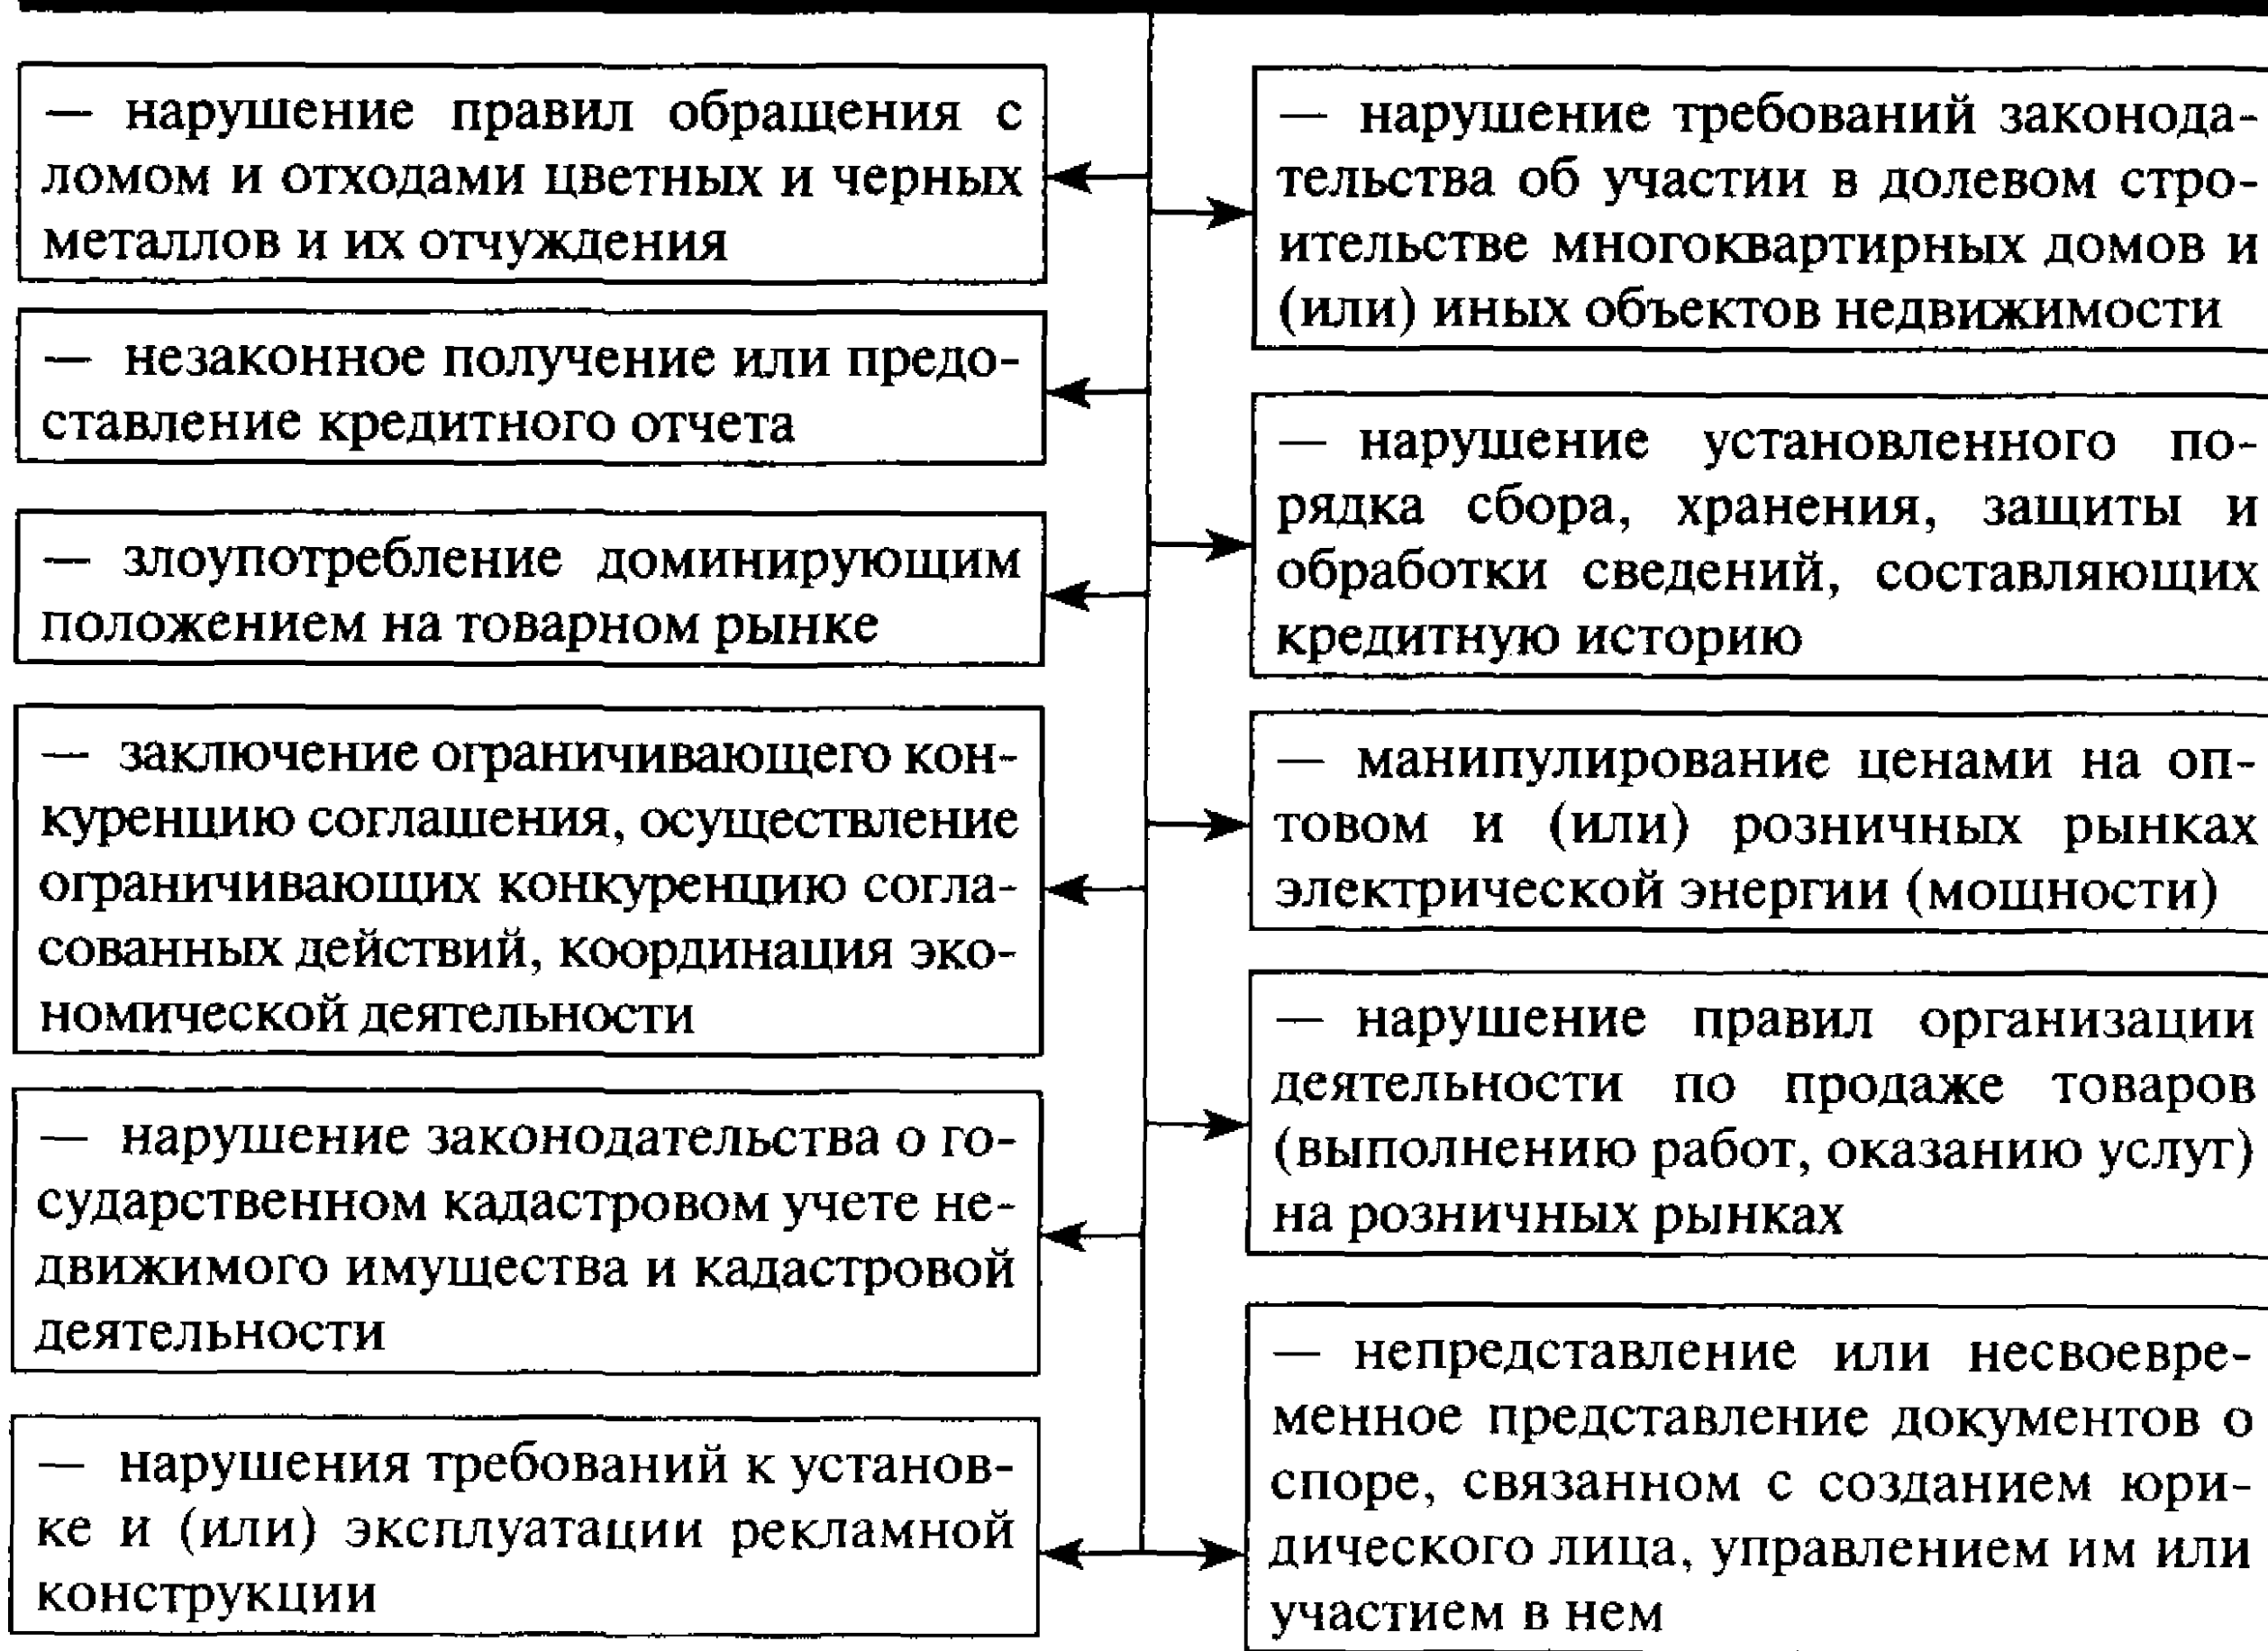 — нарушение правил обращения с
ломом и отходами цветных и черных
металлов и их отчуждения
— незаконное получение или предо-
ставление кредитного отчета
— злоупотребление доминирующим
положением на товарном рынке
— заключение ограничивающего кон-
куренцию соглашения, осуществление
ограничивающих конкуренцию согла-
сованных действий, координация эко-
номической деятельности
— нарушение законодательства о го-
сударственном кадастровом учете не-
движимого имущества и кадастровой
деятельности
— нарушения требований к установ-
ке и (или) эксплуатации рекламной
конструкции
— нарушение требований законода-
тельства об участии в долевом стро-
ительстве многоквартирных домов и
(или) иных объектов недвижимости
— нарушение установленного по-
рядка сбора, хранения, защиты и
обработки сведений, составляющих
кредитную историю
— манипулирование ценами на оп-
товом и (или) розничных рынках
электрической энергии (мощности)
— нарушение правил организации
деятельности по продаже товаров
(выполнению работ, оказанию услуг)
на розничных рынках
— непредставление или несвоевре-
менное представление документов о
споре, связанном с созданием юри-
дического лица, управлением им или
участием в нем